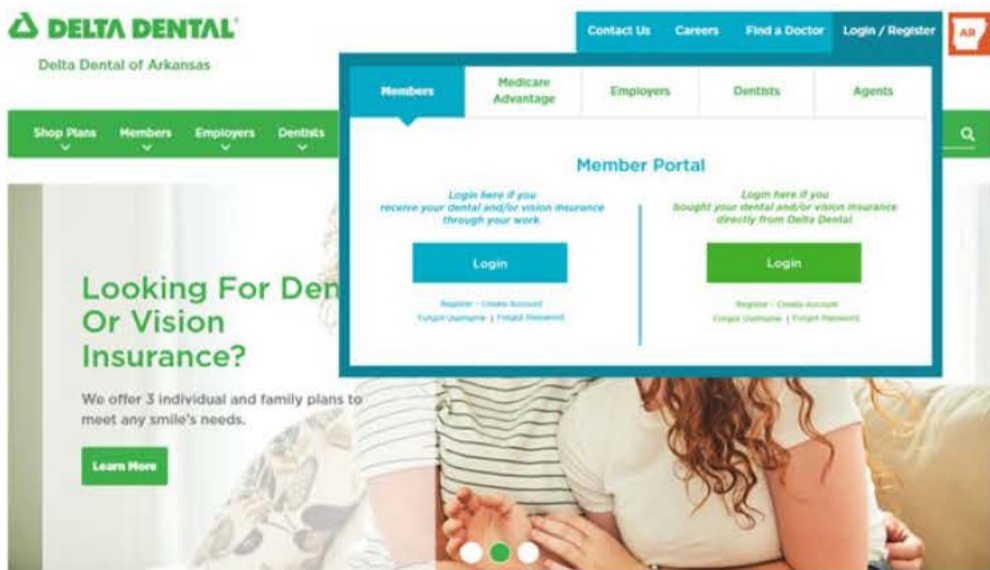 DELTA DENTAL
Delta Dental of Arkansas
Contact Us Careers Find a Doctor Login / Register AR
Members Medicare Advantage Employers Dentists Agents
Shop Plans Members Employers Dentists
Member Portal
Login here if you
receive your dental and/or vision insurance
through your work.
Login
Register - Create Account
Forgot Username | Forgot Password
Login here if you
bought your dental and/or vision insurance
directly from Delta Dental
Login
Register - Create Account
Forgot Username | Forgot Password
Looking For Den
Or Vision
Insurance?
We offer 3 individual and family plans to
meet any smile's needs.
Learn More